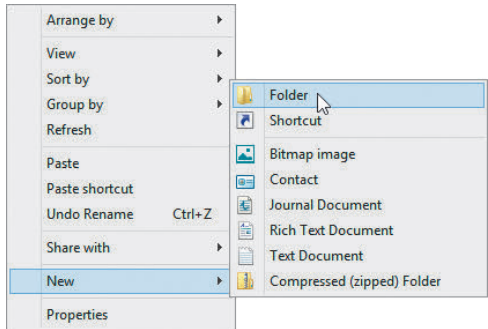 Arrange by
View
Sort by
Group by
Refresh
Paste
Paste shortcut
Undo Rename Ctrl+Z
Share with
New
Properties
Folder
Shortcut
Bitmap image
Contact
Journal Document
Rich Text Document
Text Document
Compressed (zipped) Folder